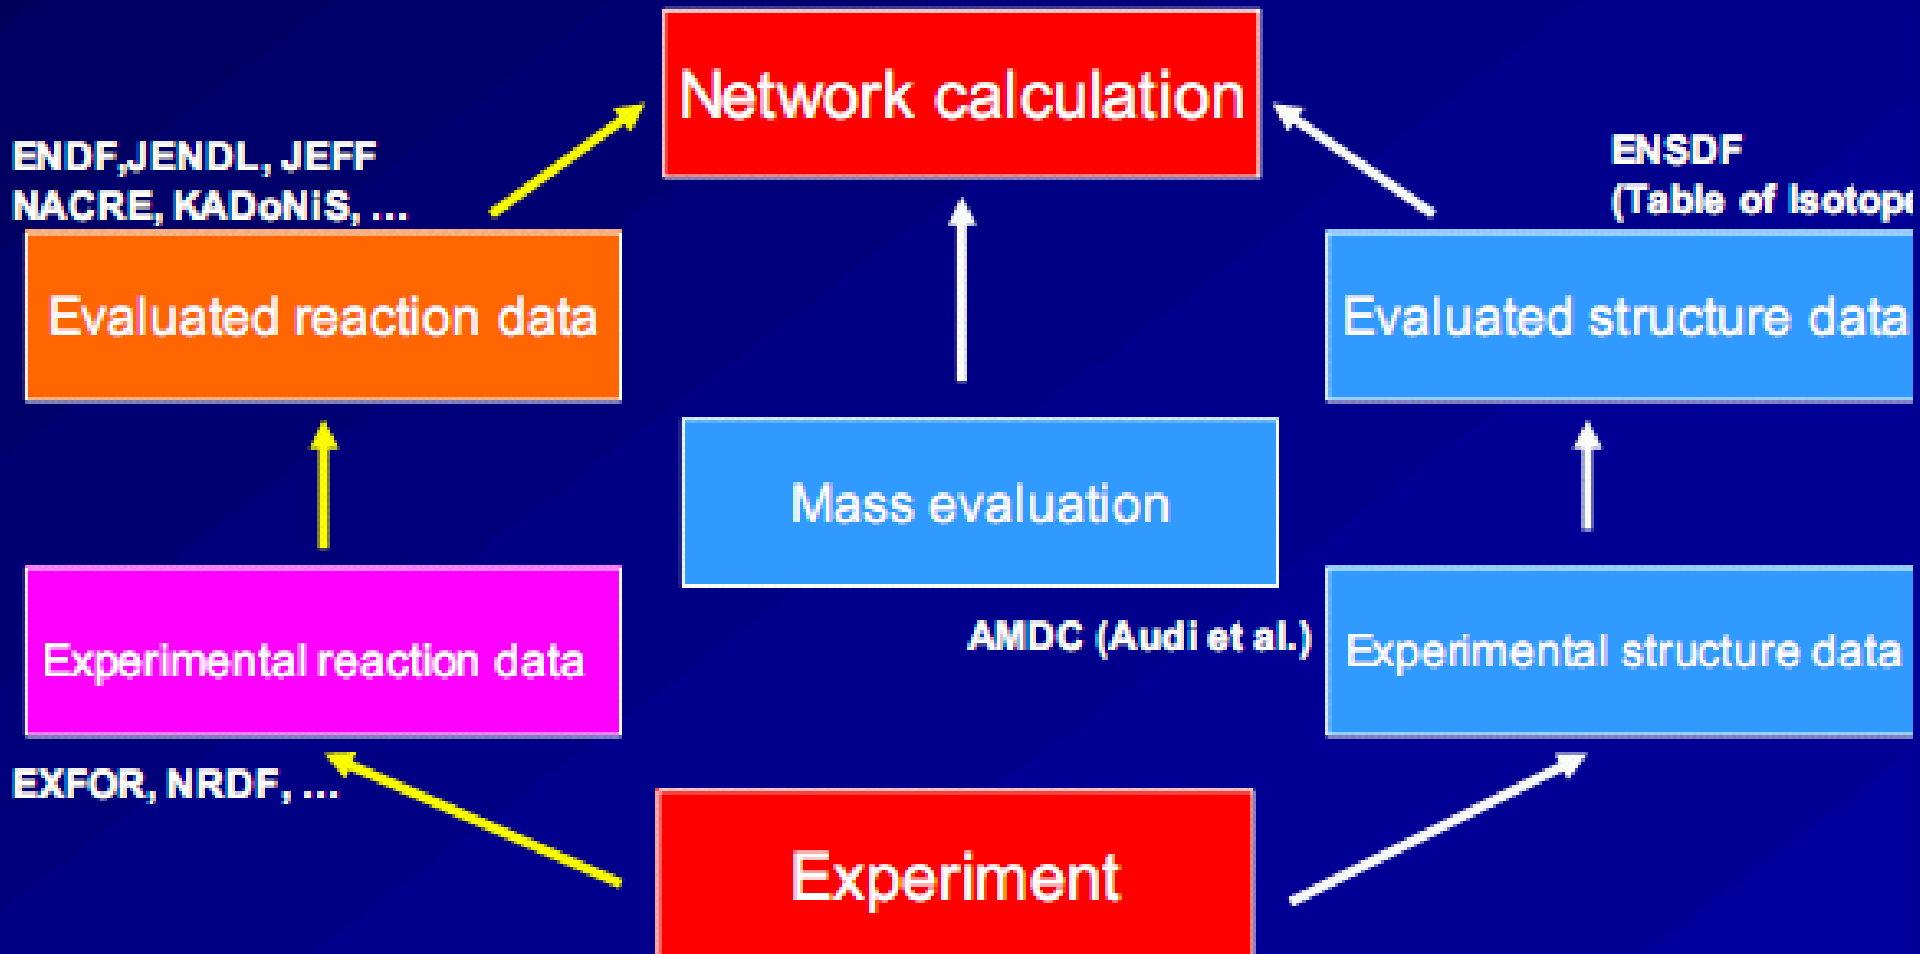 Network calculation
ENDF,JENDL, JEFF
NACRE, KADoNiS, ...
ENSDF
(Table of Isotope
Evaluated reaction data
Evaluated structure data
Mass evaluation
AMDC (Audi et al.)
Experimental reaction data
Experimental structure data
EXFOR, NRDF, ...
Experiment